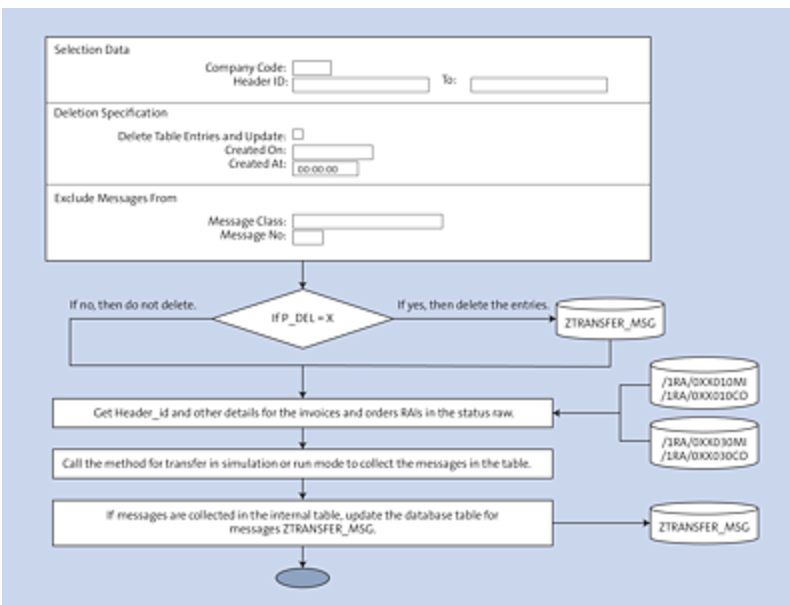 Selection Data
Company Code:
Header ID:
To:
Deletion Specification
Delete Table Entries and Update:
Created On:
Created At: 00:00:00
Exclude Messages From
Message Class:
Message No:
If no, then do not delete.
If P_DEL = X
If yes, then delete the entries.
ZTRANSFER_MSG
/1RA/0XX010MI
/1RA/0XX010CO
Get Header_id and other details for the invoices and orders RAIs in the status raw.
/1RA/0XX030MI
/1RA/0XX030CO
Call the method for transfer in simulation or run mode to collect the messages in the table.
If messages are collected in the internal table, update the database table for
messages ZTRANSFER_MSG.
ZTRANSFER_MSG